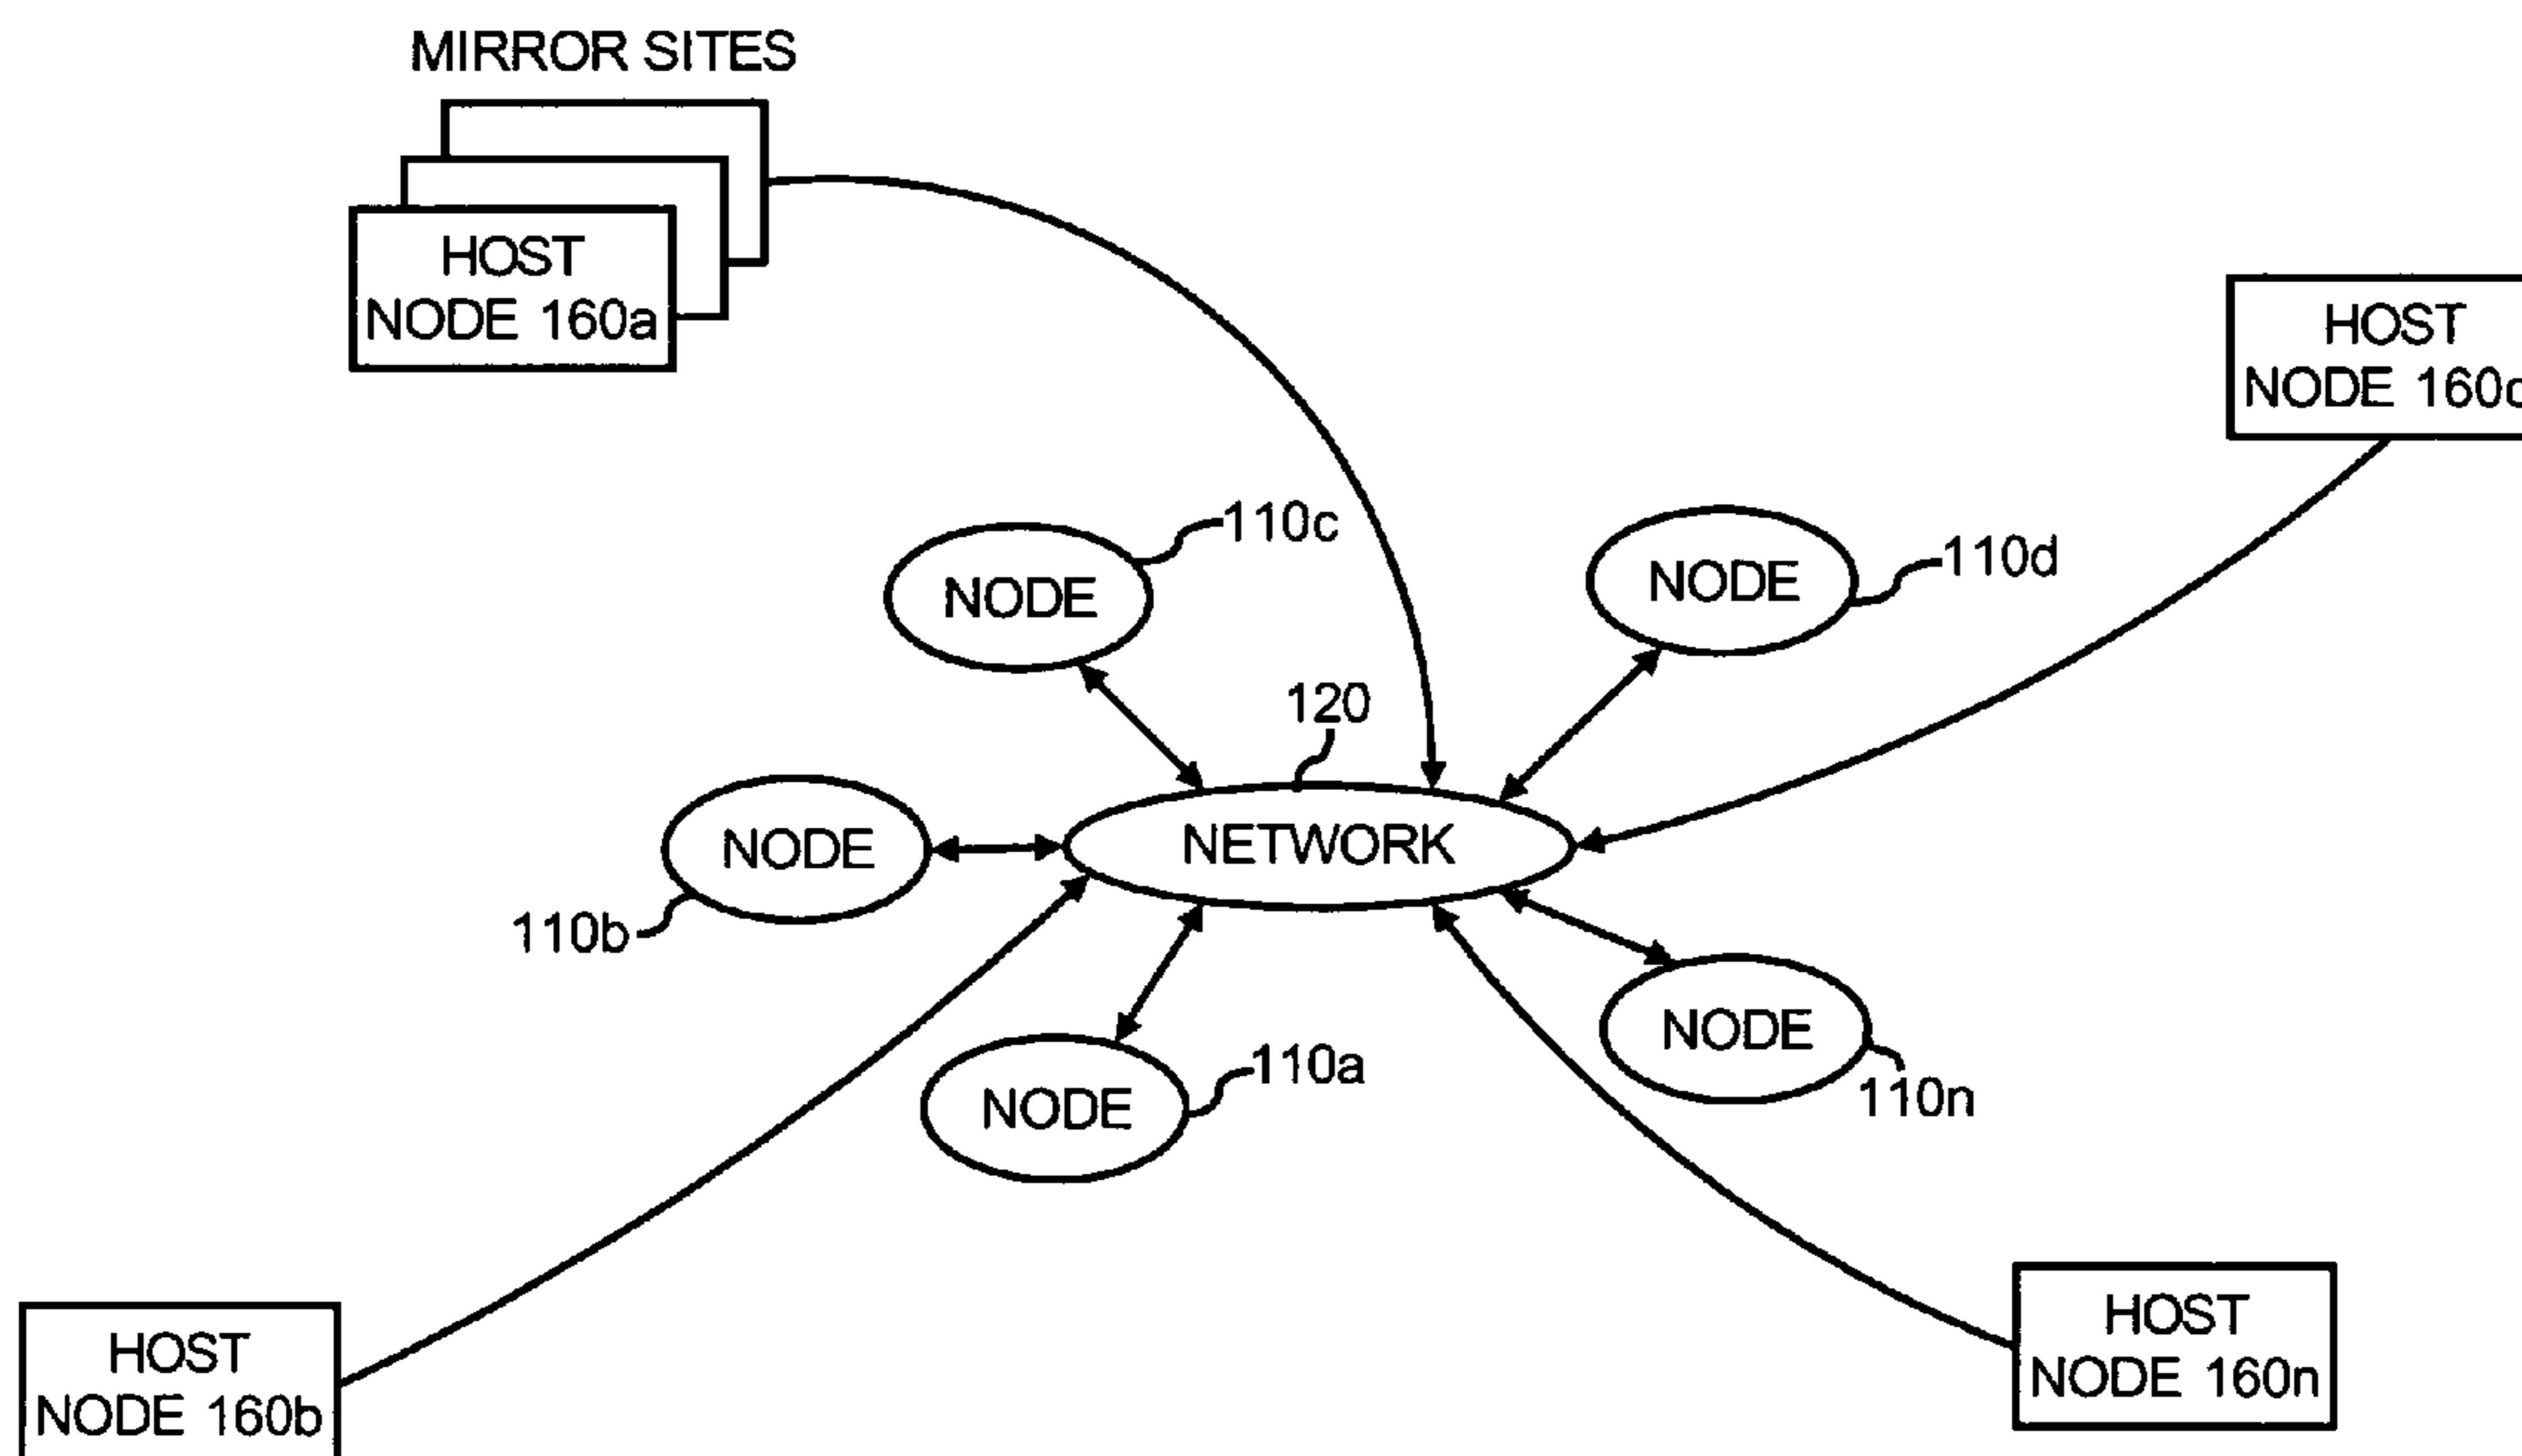 MIRROR SITES
HOST
NODE 160a
HOST
NODE
110c
NODE
110d
NODE
120
NETWORK
NODE
110b
NODE
110a
NODE
110n
HOST
NODE 160b
HOST
NODE 160n